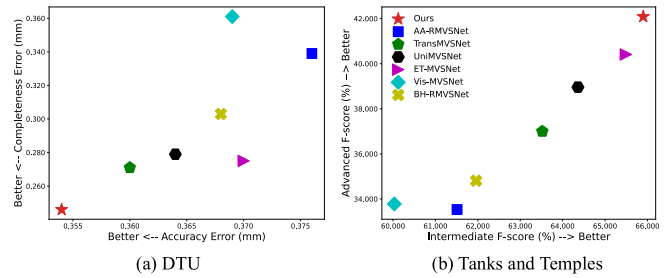 0.360
0.340
0.320
0.300
0.280
0.260
Better <-- Completeness Error (mm)
0.355
0.360
0.365
0.370
0.375
Better <-- Accuracy Error (mm)
(a) DTU
42,000
40,000
38,000
36,000
34,000
Advanced F-score (%) --> Better
Ours
AA-RMVSNet
TransMVSNet
UniMVSNet
ET-MVSNet
Vis-MVSNet
BH-RMVSNet
60,000
61,000
62,000
63,000
64,000
65,000
66,000
Intermediate F-score (%) --> Better
(b) Tanks and Temples